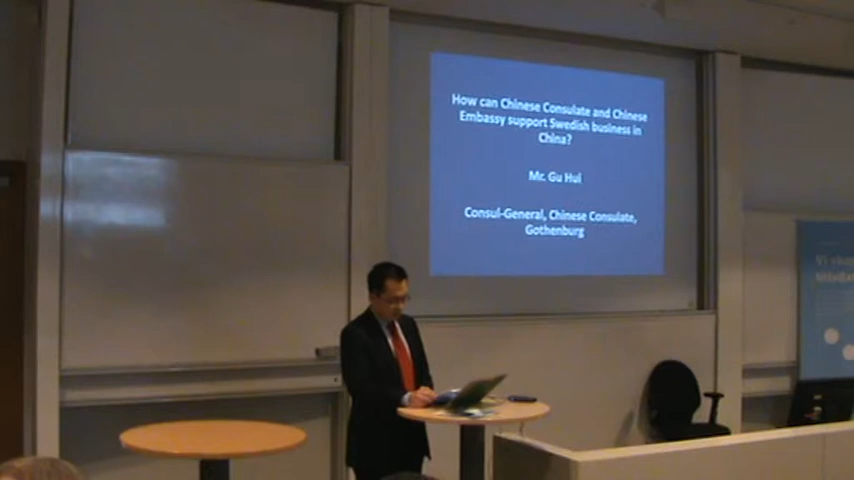 How can Chinese Consulate and Chinese
Embassy support Swedish business in
China?
Mr. Gu Hui
Consul-General, Chinese Consulate,
Gothenburg
Vi